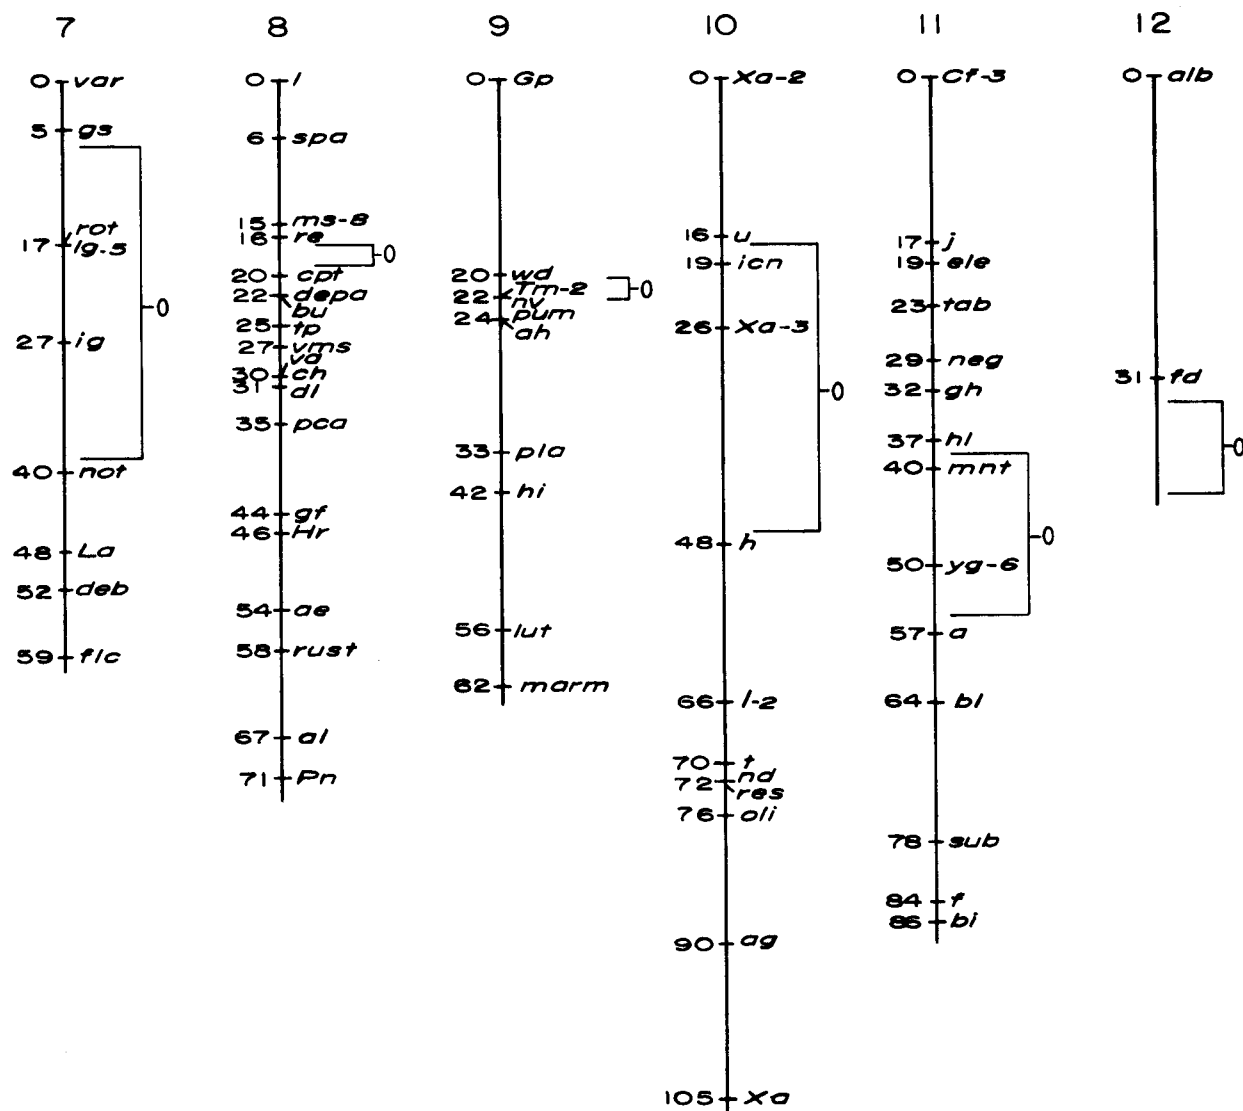 7
0 var
5 gs
rot
17 lg-5
27 ig
40 not
48 La
52 deb
59 flc
0
8
0 l
6 spa
15 ms-8
16 re
0
20 cpt
22 depa
bu
25 tp
27 vms
va
30 ch
31 dl
35 pca
44 gf
46 Hr
54 ae
58 rust
67 al
71 Pn
9
0 Gp
20 wd
Tm-2
22 nv
24 pum
ah
0
33 pla
42 hi
56 lut
62 marm
10
0 Xa-2
16 u
19 icn
26 Xa-3
0
48 h
66 l-2
70 t
72 nd
res
76 oli
90 ag
105 Xa
11
0 Cf-3
17 j
19 ele
23 tab
29 neg
32 gh
37 hl
40 mnt
0
50 yg-6
57 a
64 bl
78 sub
84 f
86 bi
12
0 alb
31 fd
0